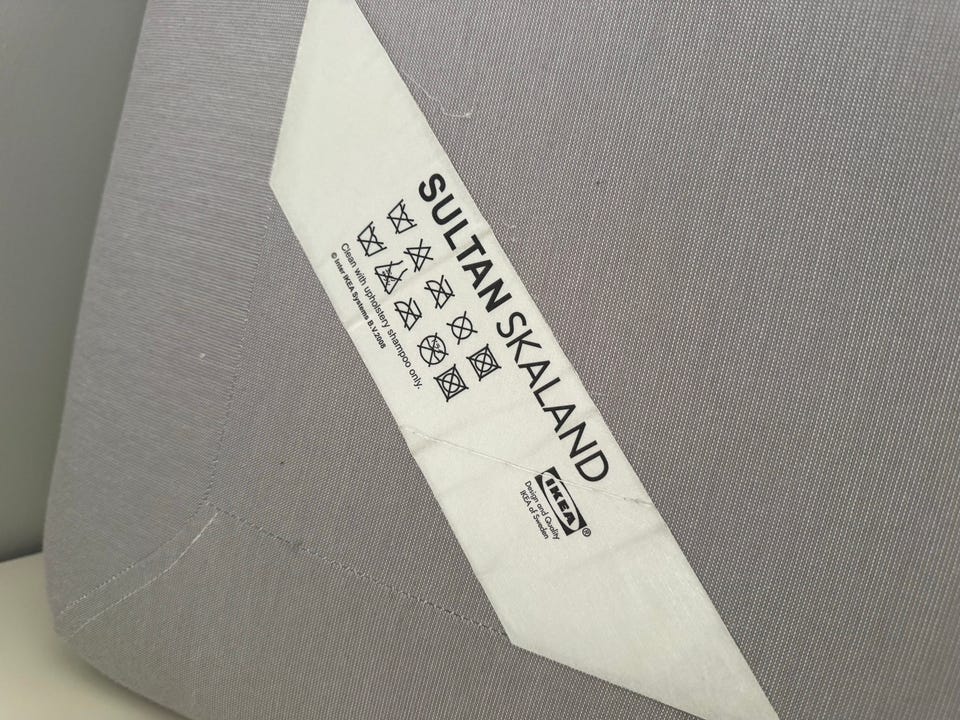 SULTAN SKALAND
Clean with upholstery shampoo only.
© Inter IKEA Systems B.V.2008
IKEA®
Design and Quality
IKEA of Sweden